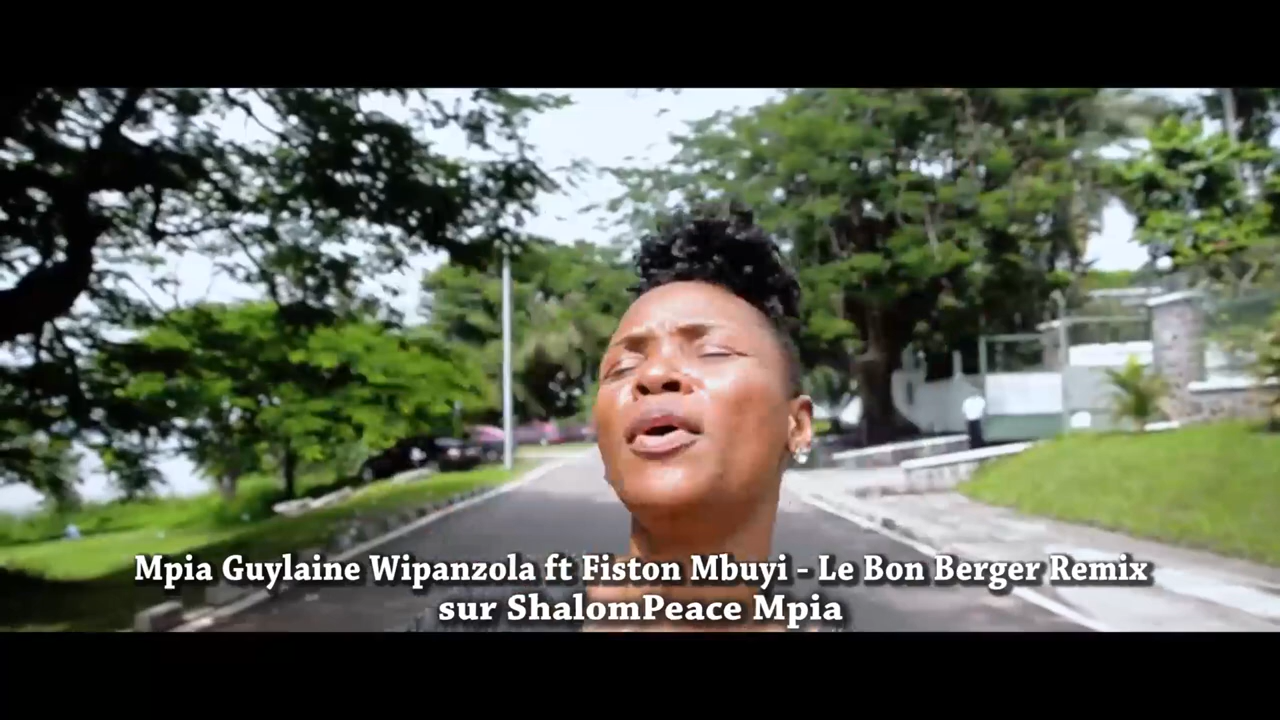 Mpia Guylaine Wipanzola ft Fiston Mbuyi - Le Bon Berger Remix
sur ShalomPeace Mpia